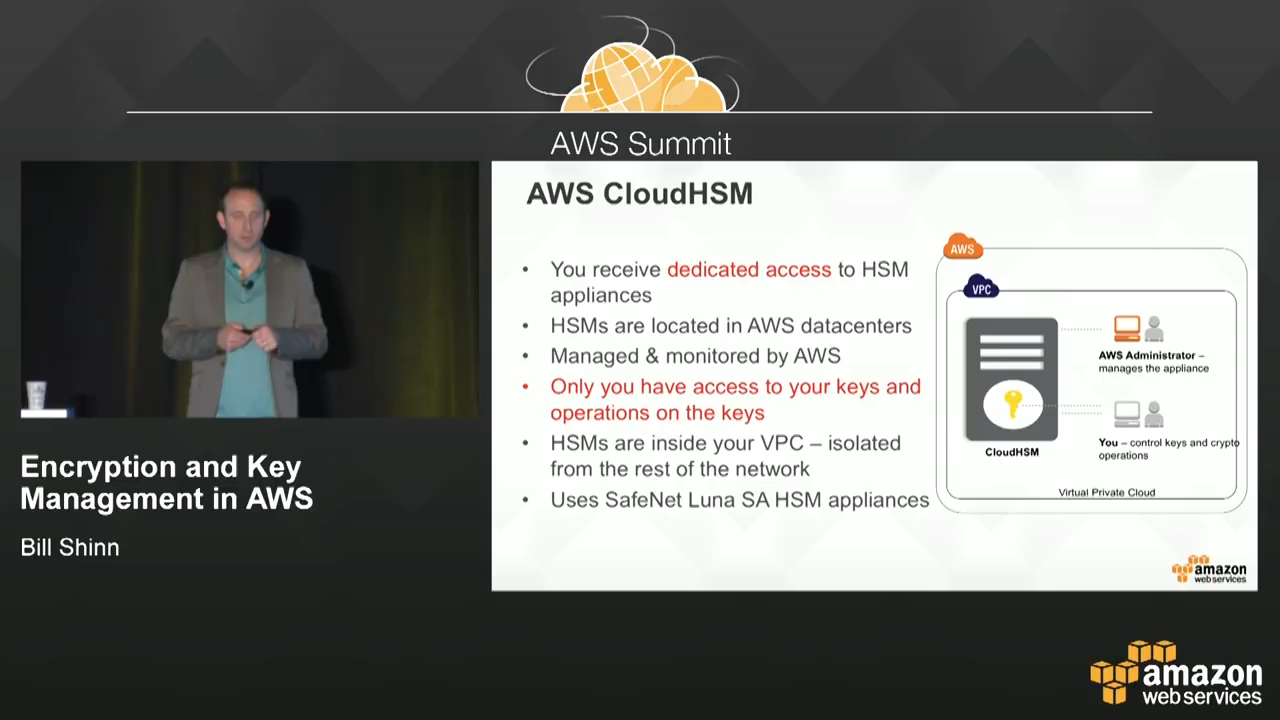 AWS Summit
AWS CloudHSM
• You receive dedicated access to HSM
appliances
• HSMs are located in AWS datacenters
• Managed & monitored by AWS
• Only you have access to your keys and
operations on the keys
• HSMs are inside your VPC – isolated
from the rest of the network
• Uses SafeNet Luna SA HSM appliances
AWS
VPC
AWS Administrator –
manages the appliance
You – control keys and crypto
operations
CloudHSM
Virtual Private Cloud
amazon
web services
Encryption and Key
Management in AWS
Bill Shinn
amazon
web services